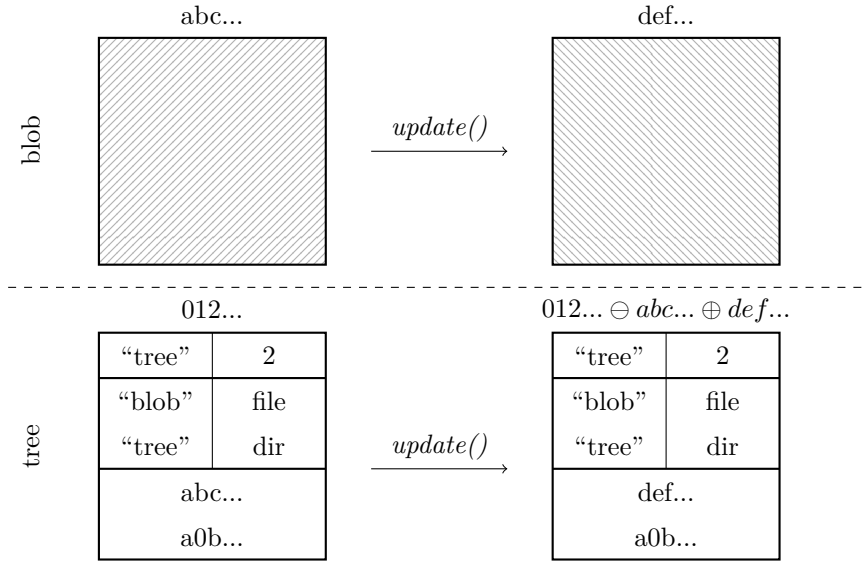 abc... def...
blob
update()
012... 012... ⊖ abc... ⊕ def...
tree
“tree” 2 “tree” 2
“blob” file “blob” file
“tree” dir update() “tree” dir
abc... def...
a0b... a0b...